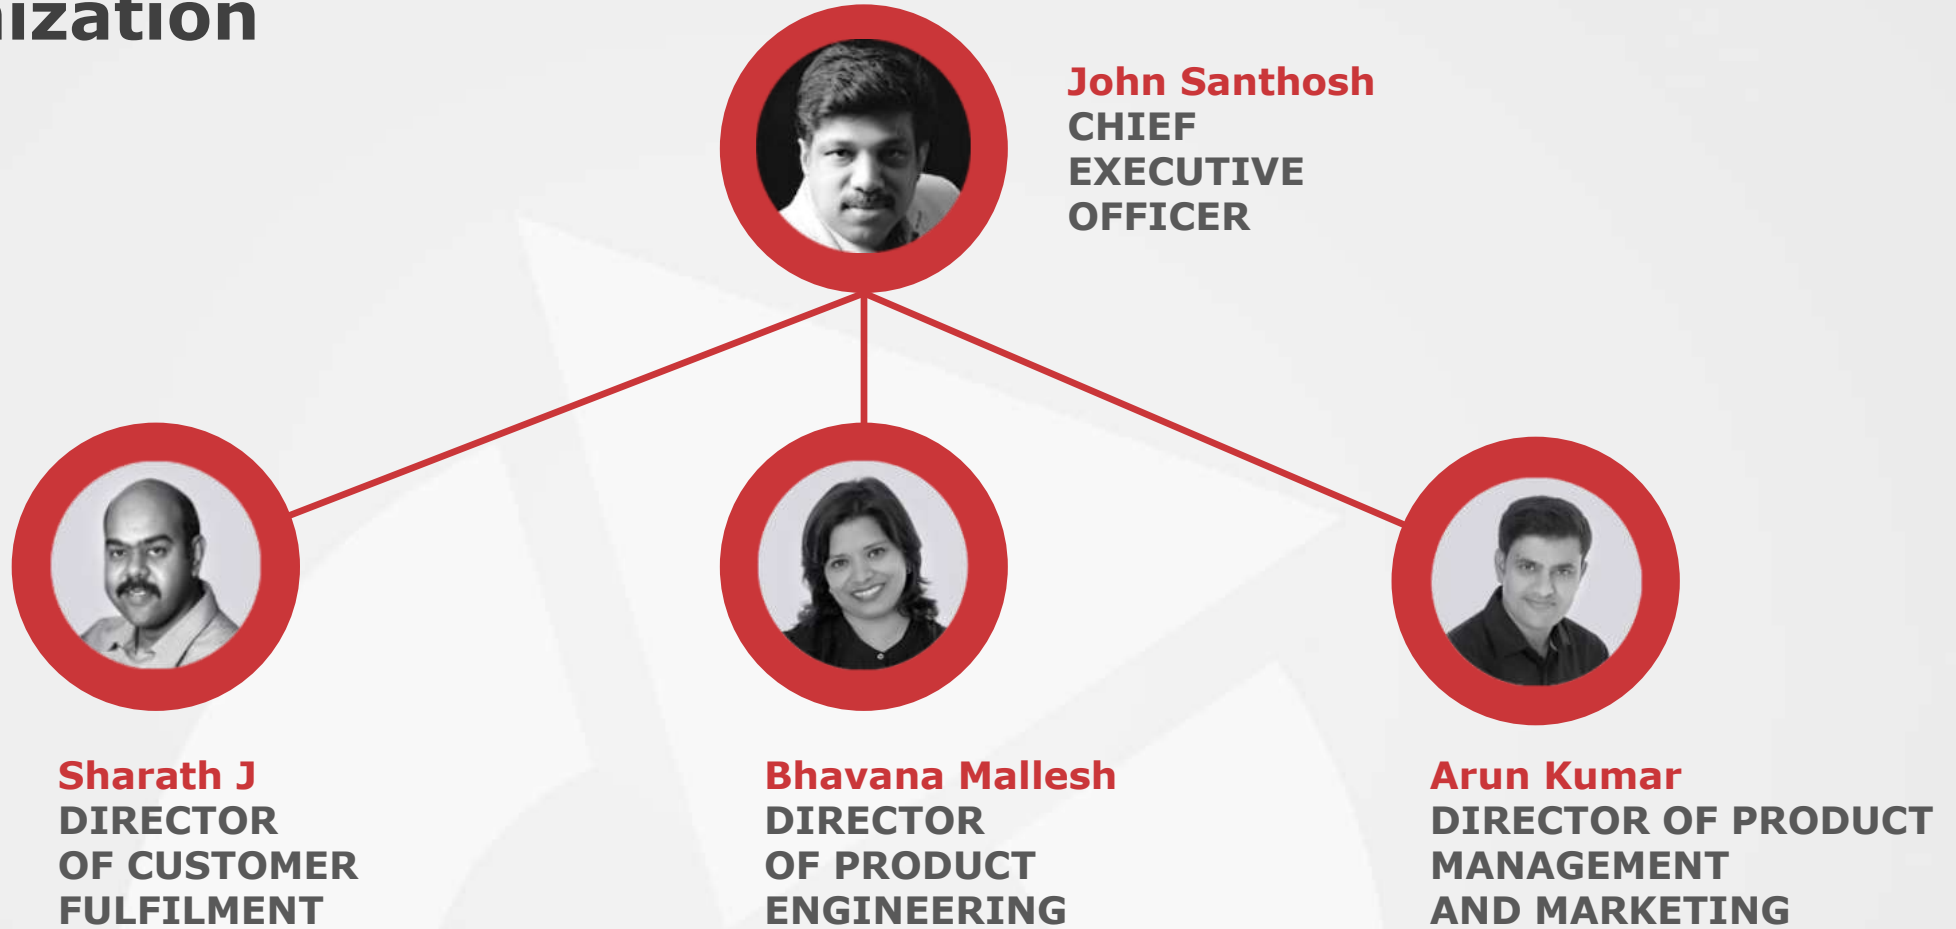 nization
John Santhosh
CHIEF
EXECUTIVE
OFFICER
Sharath J
DIRECTOR
OF CUSTOMER
FULFILMENT
Bhavana Mallesh
DIRECTOR
OF PRODUCT
ENGINEERING
Arun Kumar
DIRECTOR OF PRODUCT
MANAGEMENT
AND MARKETING